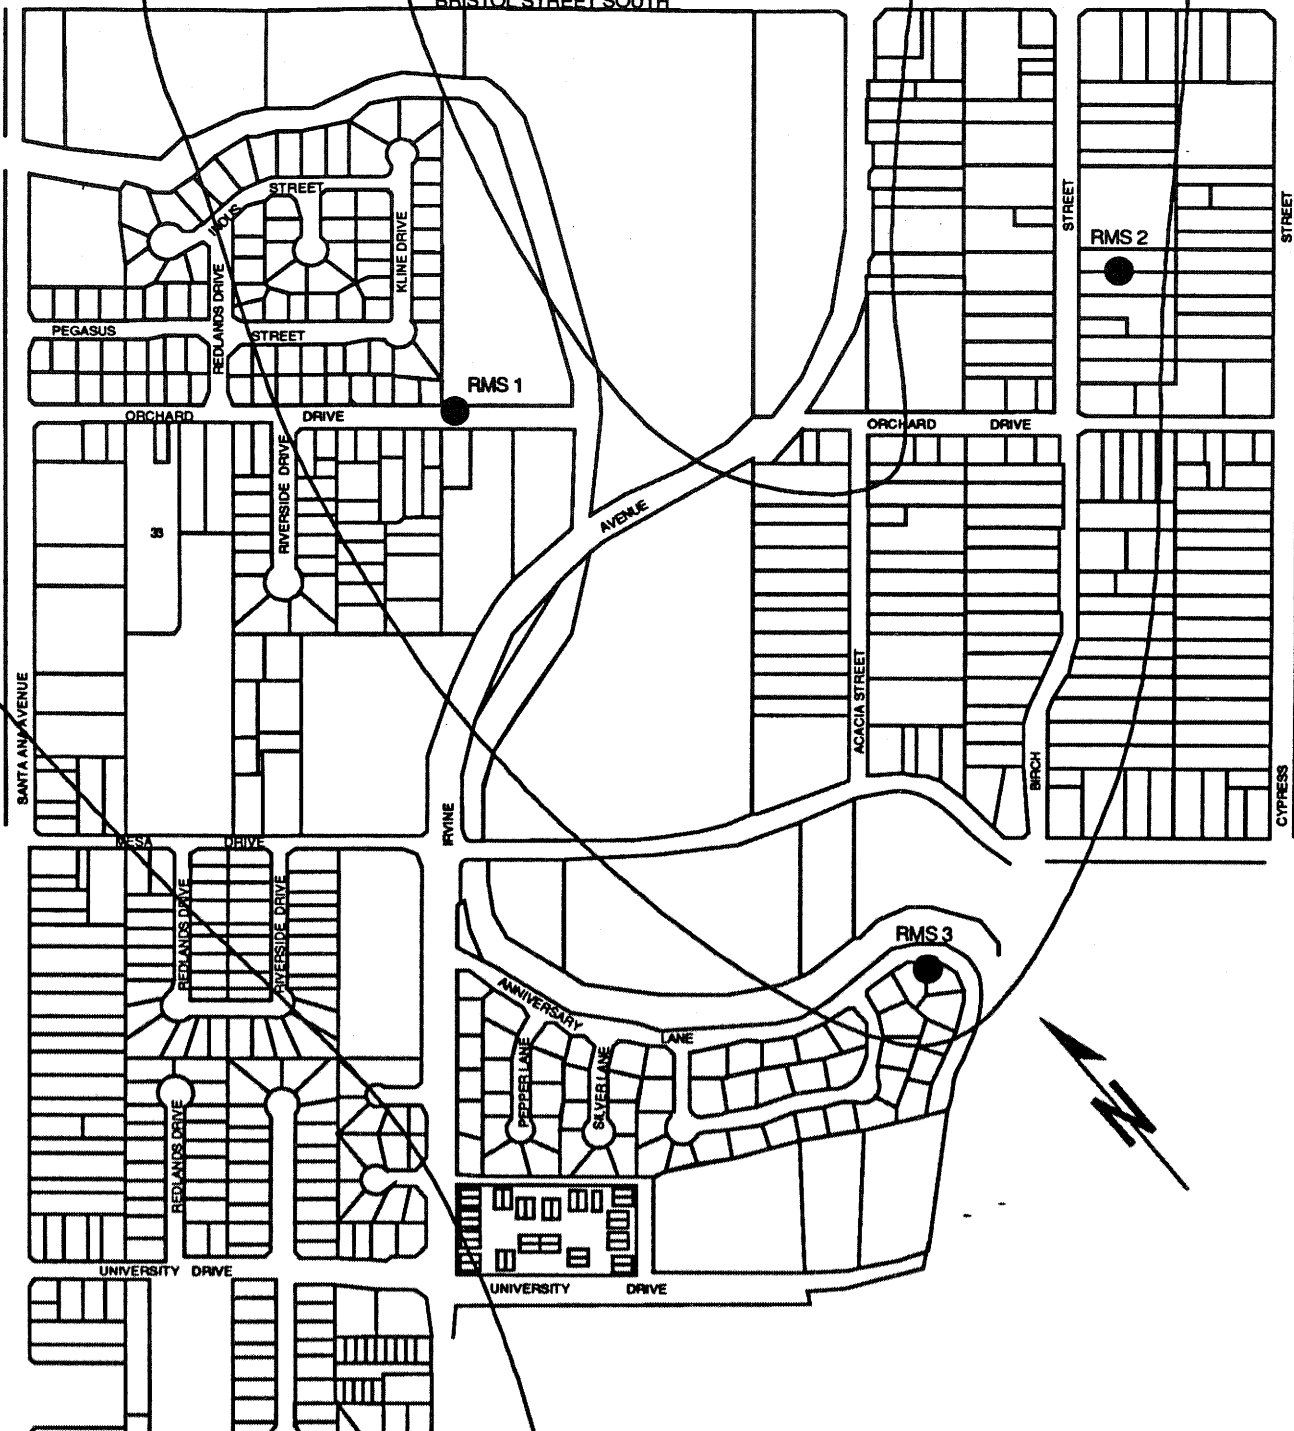 BRISTOL STREET SOUTH
STREET
INDUS
KLINE DRIVE
STREET
STREET
RMS 2
REDLANDS DRIVE
PEGASUS
STREET
RMS 1
ORCHARD DRIVE
ORCHARD DRIVE
RIVERSIDE DRIVE
AVENUE
33
SANTA ANA AVENUE
ACACIA STREET
BIRCH
CYPRESS
IRVINE
MESA DRIVE
REDLANDS DRIVE
RIVERSIDE DRIVE
RMS 3
ANNIVERSARY
LANE
PEPPER LANE
SILVER LANE
REDLANDS DRIVE
N
UNIVERSITY DRIVE
UNIVERSITY DRIVE